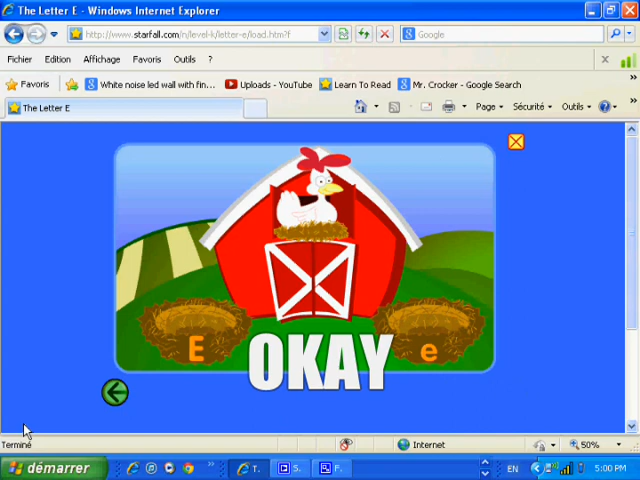 The Letter E - Windows Internet Explorer
http://www.starfall.com/n/level-k/letter-e/load.htm?f
Google
Fichier Edition Affichage Favoris Outils ?
Favoris White noise led wall with fin... Uploads - YouTube Learn To Read Mr. Crocker - Google Search
The Letter E Page Sécurité Outils
E e
OKAY
Terminé Internet 50%
démarrer T. S. F. EN 5:00 PM